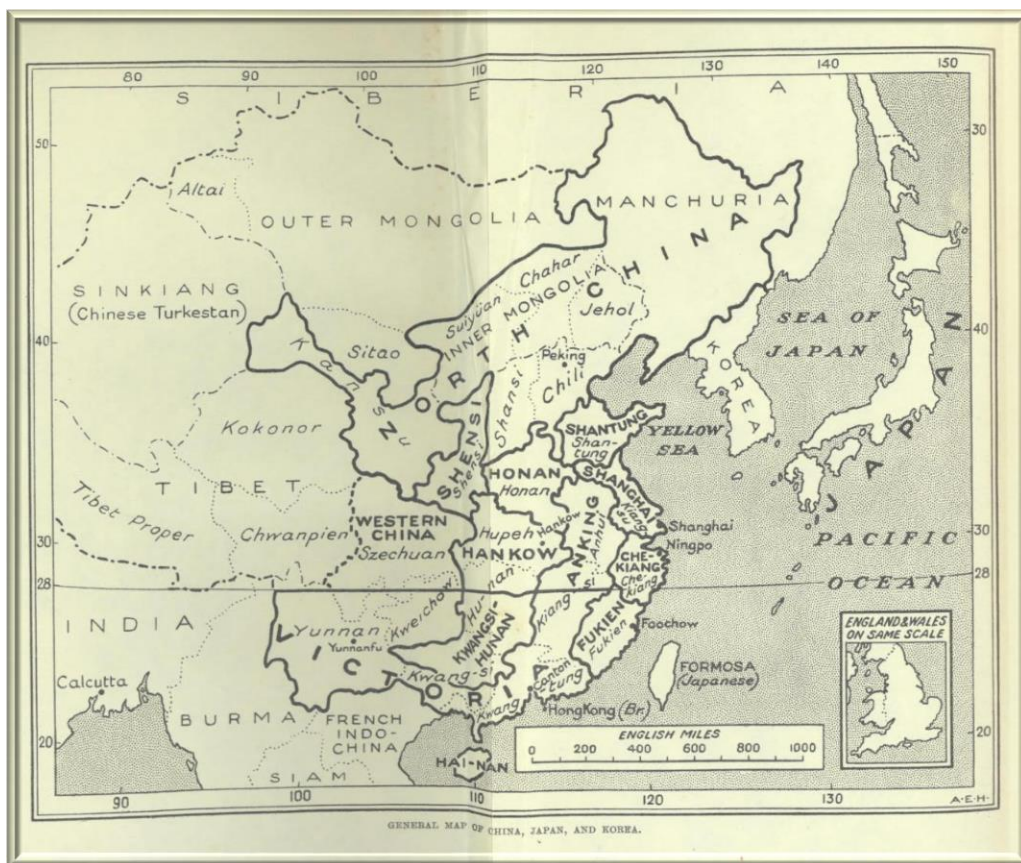 80 90 100 110 120 130 140 150
SIBERIA
50
30
Altai
OUTER MONGOLIA
MANCHURIA
NORTH CHINA
SINKIANG
(Chinese Turkestan)
Chahar
Suiyüan
INNER MONGOLIA
Jehol
SEA OF
JAPAN
40
40
Kansu
Sitao
Peking
Chili
KOREA
JAPAN
Shansi
Kokonor
SHENSI
Shensi
SHANTUNG
Shan-
tung
YELLOW
SEA
HONAN
Honan
TIBET
SHANGHAI
Kiang
su
Tibet Proper
Chwanpien
WESTERN
CHINA
Szechuan
Hupeh
Hankow
HANKOW
ANKING
Anhui
Shanghai
Ningpo
30
30
PACIFIC
OCEAN
CHE-
KIANG
Che-
kiang
28
28
INDIA
Yunnan
Yunnanfu
Kweichow
Hu-nan
KWANGSI-
HUNAN
Kiang
si
FUKIEN
Fukien
Foochow
ENGLAND & WALES
ON SAME SCALE
VICTORIA
Kwang-si
Kwang
tung
Canton
FORMOSA
(Japanese)
Calcutta
HongKong (Br.)
BURMA
FRENCH
INDO-
CHINA
ENGLISH MILES
0 200 400 600 800 1000
20
20
SIAM
HAI-NAN
90 100 110 120 130
A.E.H.
GENERAL MAP OF CHINA, JAPAN, AND KOREA.